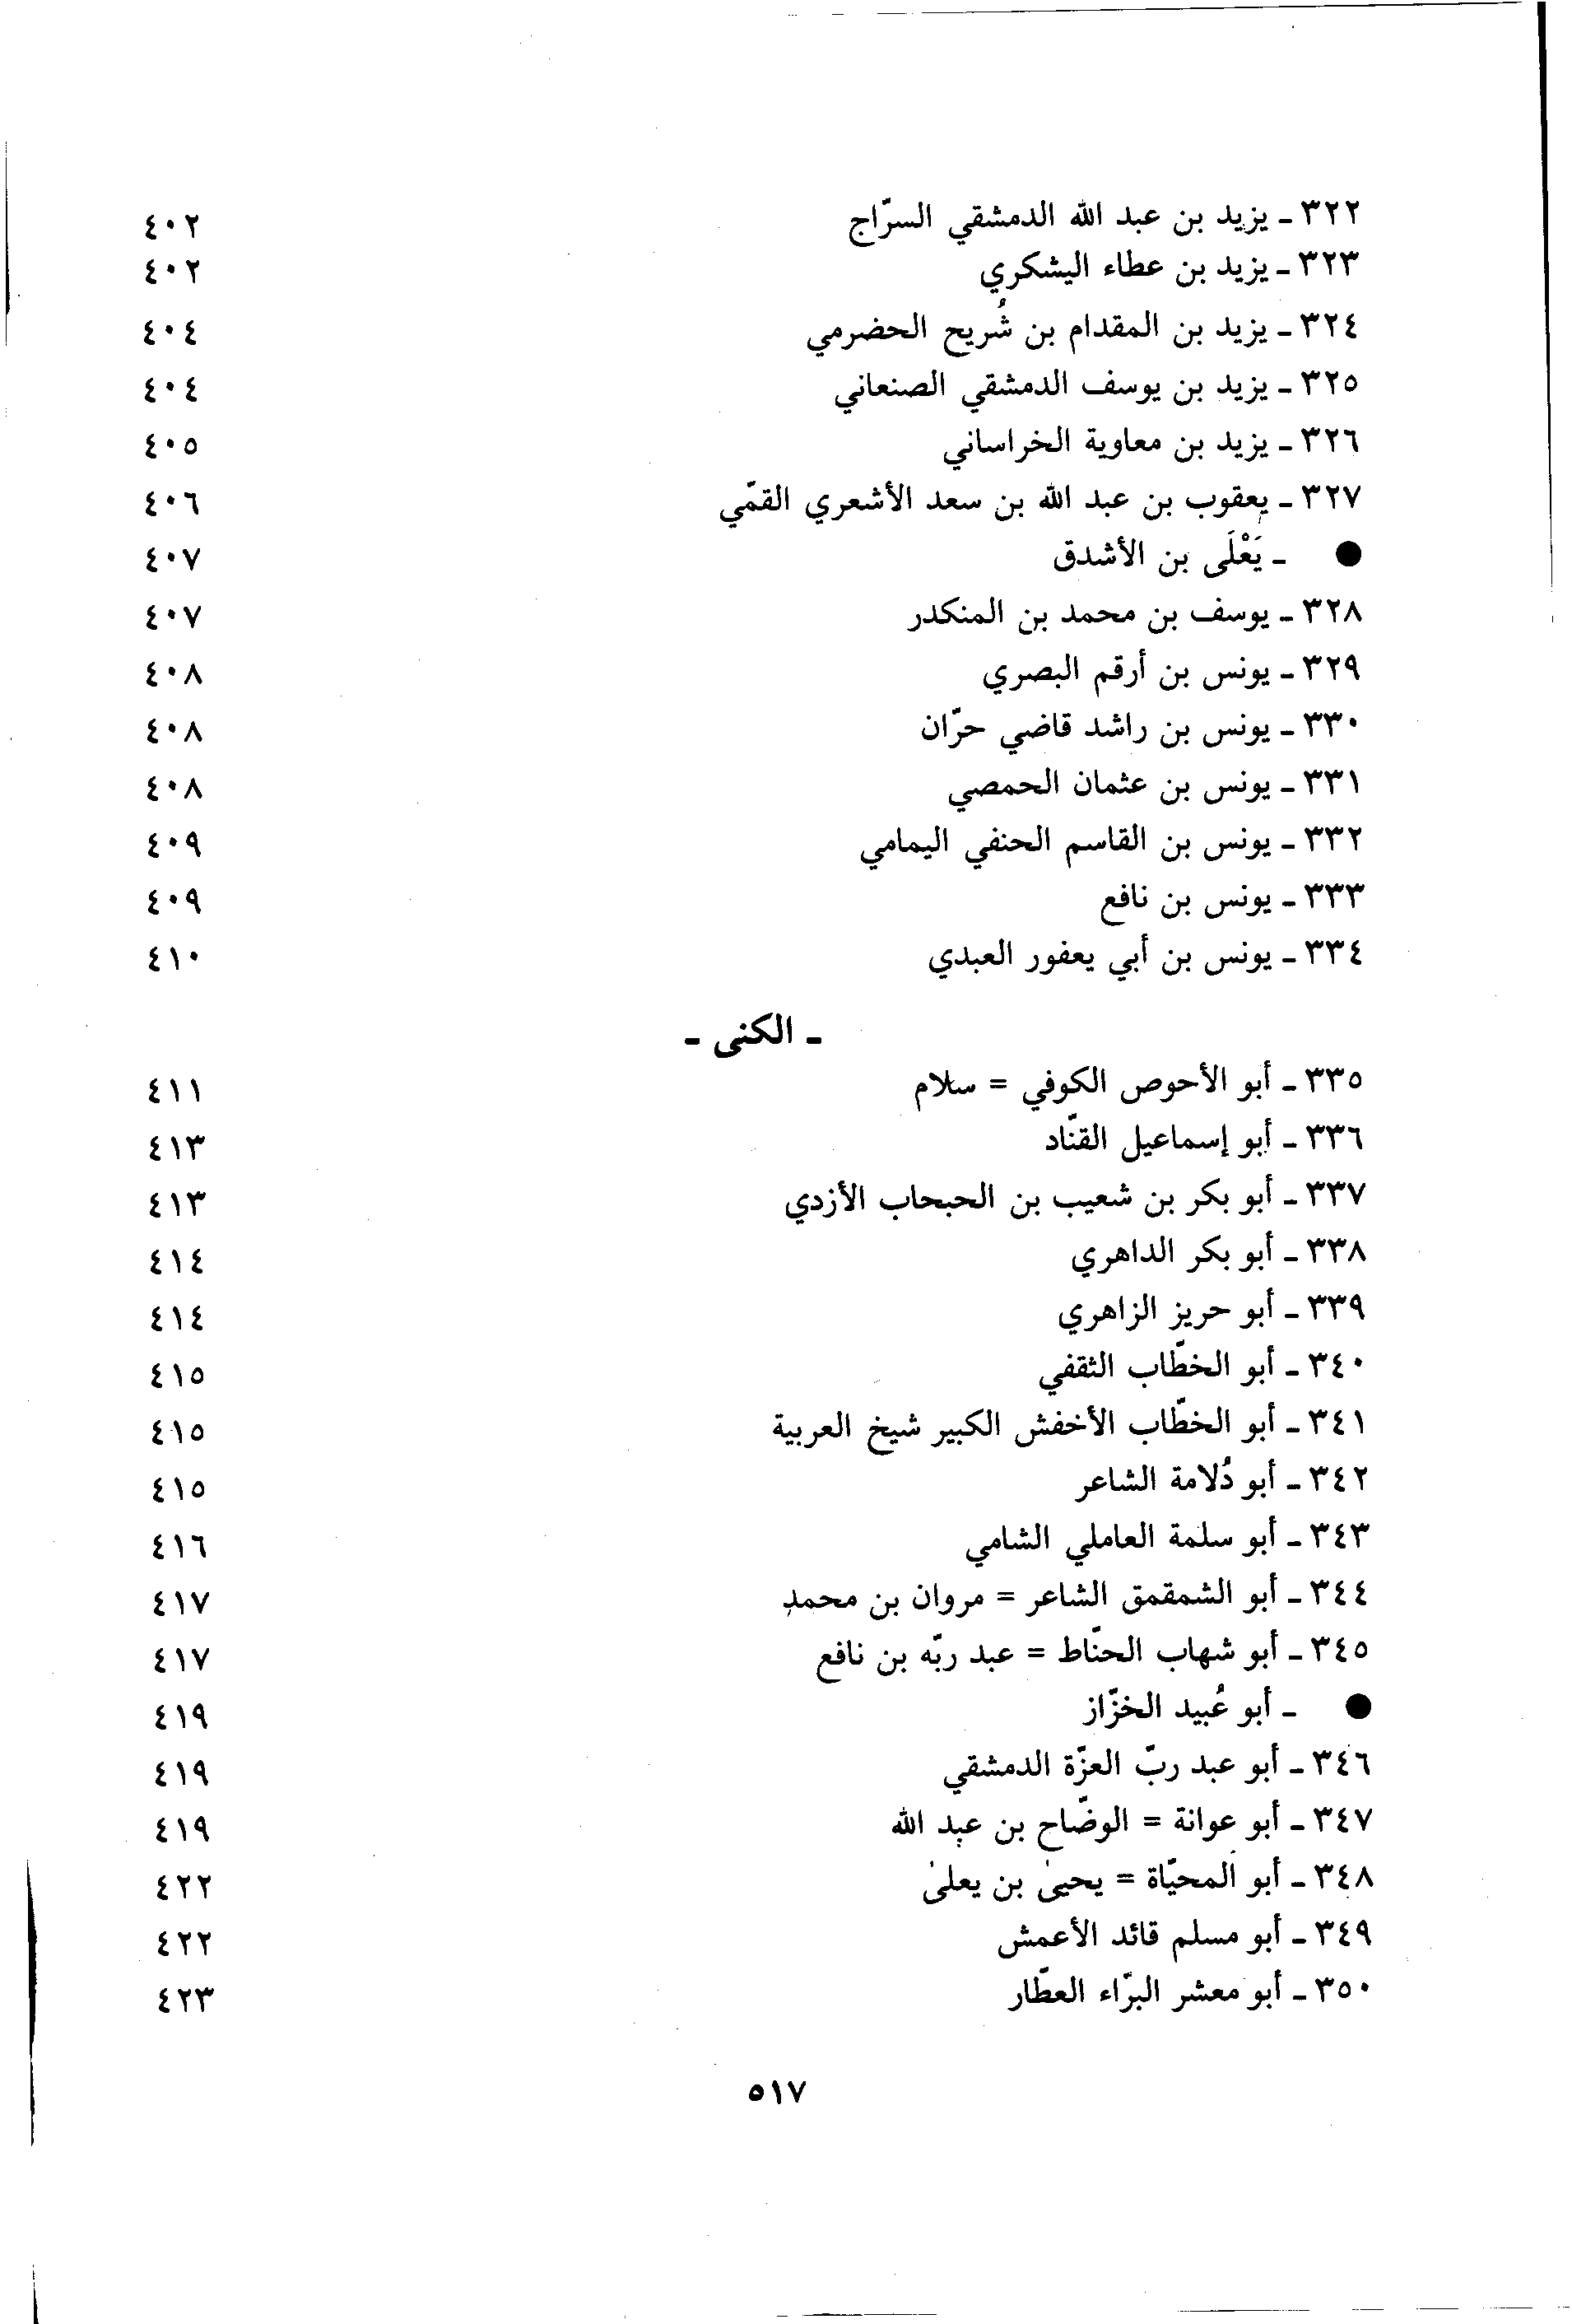 ٣٢٢ - يزيد بن عبد الله الدمشقي السرّاج ٤٠٢
٣٢٣ - يزيد بن عطاء اليشكري ٤٠٢
٣٢٤ - يزيد بن المقدام بن شُريح الحضرمي ٤٠٤
٣٢٥ - يزيد بن يوسف الدمشقي الصنعاني ٤٠٤
٣٢٦ - يزيد بن معاوية الخراساني ٤٠٥
٣٢٧ - يعقوب بن عبد الله بن سعد الأشعري القمّي ٤٠٦
● - يَعْلَى بن الأشدق ٤٠٧
٣٢٨ - يوسف بن محمد بن المنكدر ٤٠٧
٣٢٩ - يونس بن أرقم البصري ٤٠٨
٣٣٠ - يونس بن راشد قاضي حرّان ٤٠٨
٣٣١ - يونس بن عثمان الحمصي ٤٠٨
٣٣٢ - يونس بن القاسم الحنفي اليمامي ٤٠٩
٣٣٣ - يونس بن نافع ٤٠٩
٣٣٤ - يونس بن أبي يعفور العبدي ٤١٠
- الكنى -
٣٣٥ - أبو الأحوص الكوفي = سلام ٤١١
٣٣٦ - أبو إسماعيل القنّاد ٤١٣
٣٣٧ - أبو بكر بن شعيب بن الحبحاب الأزدي ٤١٣
٣٣٨ - أبو بكر الداهري ٤١٤
٣٣٩ - أبو حريز الزاهري ٤١٤
٣٤٠ - أبو الخطّاب الثقفي ٤١٥
٣٤١ - أبو الخطّاب الأخفش الكبير شيخ العربية ٤١٥
٣٤٢ - أبو دُلامة الشاعر ٤١٥
٣٤٣ - أبو سلمة العاملي الشامي ٤١٦
٣٤٤ - أبو الشمقمق الشاعر = مروان بن محمد ٤١٧
٣٤٥ - أبو شهاب الحنّاط = عبد ربّه بن نافع ٤١٧
● - أبو عُبيد الخزّاز ٤١٩
٣٤٦ - أبو عبد ربّ العزّة الدمشقي ٤١٩
٣٤٧ - أبو عوانة = الوضّاح بن عبد الله ٤١٩
٣٤٨ - أبو المحيّاة = يحيىٰ بن يعلىٰ ٤٢٢
٣٤٩ - أبو مسلم قائد الأعمش ٤٢٢
٣٥٠ - أبو معشر البرّاء العطّار ٤٢٣
٥١٧